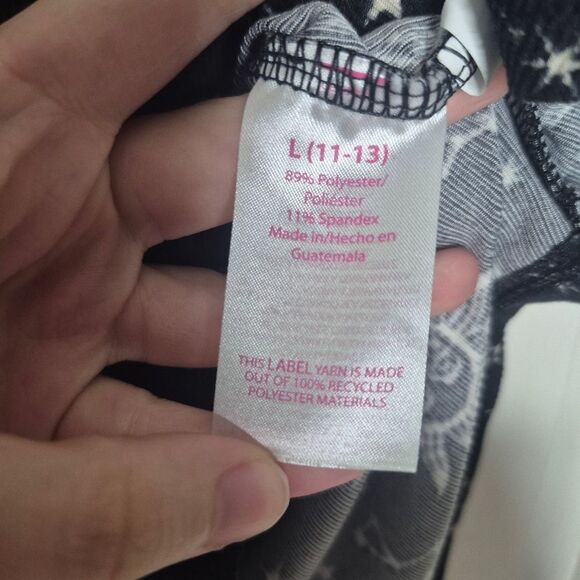 L (11-13)
89% Polyester/
Poliéster
11% Spandex
Made in/Hecho en
Guatemala
THIS LABEL YARN IS MADE
OUT OF 100% RECYCLED
POLYESTER MATERIALS